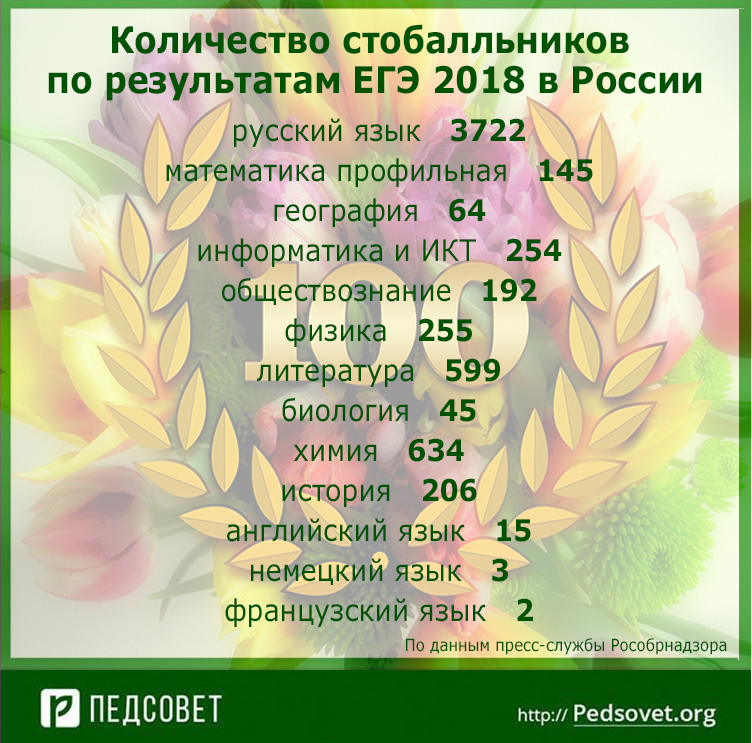 Количество стобалльников
по результатам ЕГЭ 2018 в России
русский язык 3722
математика профильная 145
география 64
информатика и ИКТ 254
обществознание 192
физика 255
100
литература 599
биология 45
химия 634
история 206
английский язык 15
немецкий язык 3
французский язык 2
По данным пресс-службы Рособрнадзора
ПЕДСОВЕТ
http:// Pedsovet.org